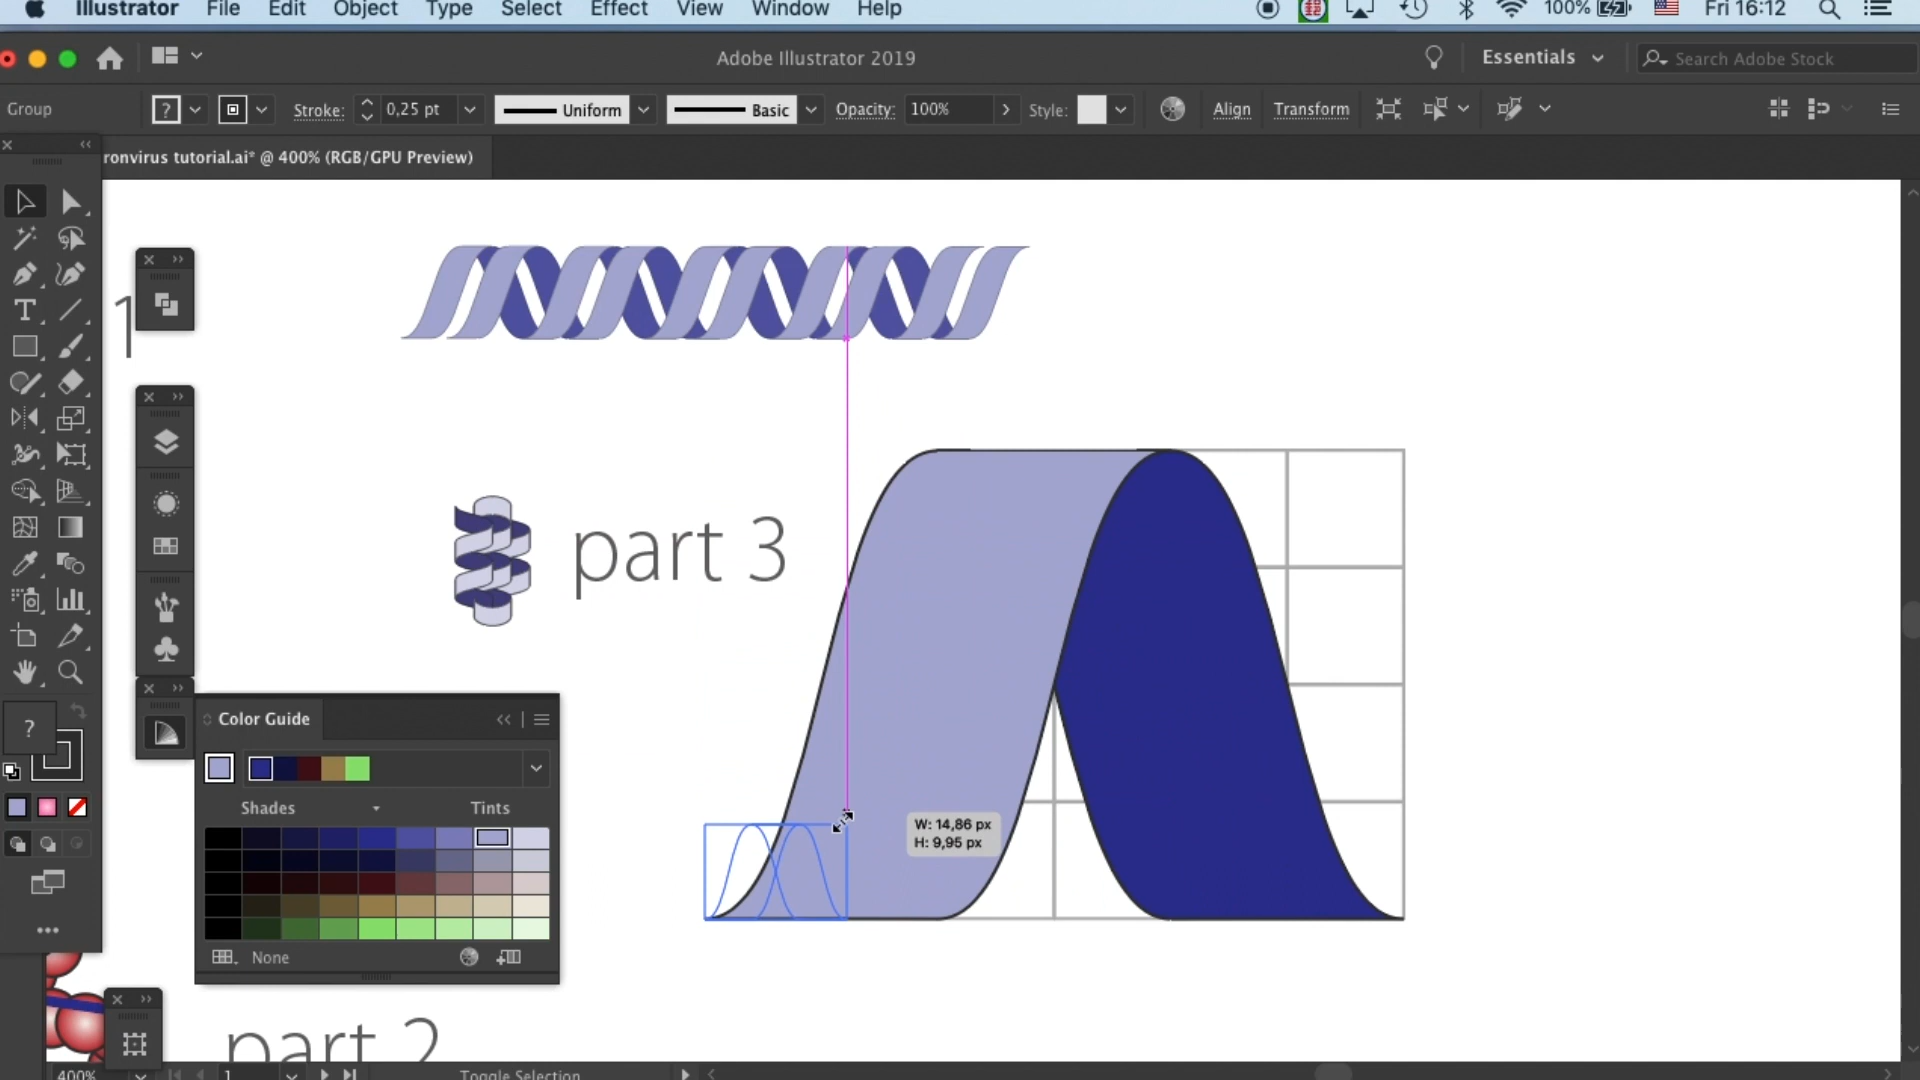 Illustrator File Edit Object Type Select Effect View Window Help 100% Fri 16:12
Adobe Illustrator 2019 Essentials Search Adobe Stock
Group ? Stroke: 0,25 pt Uniform Basic Opacity: 100% Style: Align Transform
ronvirus tutorial.ai* @ 400% (RGB/GPU Preview)
1
part 3
?
Color Guide
Shades Tints
W: 14,86 px
H: 9,95 px
None
part 2
400% 1 Toggle Selection